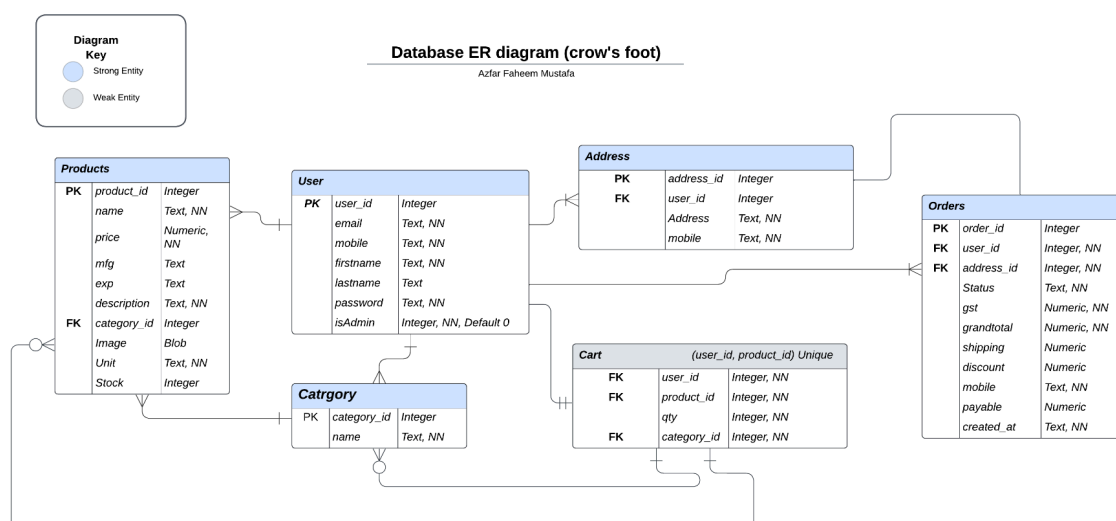 Diagram
Key
Strong Entity
Weak Entity
Database ER diagram (crow's foot)
Azfar Faheem Mustafa
Products
PK product_id Integer
name Text, NN
price Numeric,
NN
mfg Text
exp Text
description Text, NN
FK category_id Integer
Image Blob
Unit Text, NN
Stock Integer
User
PK user_id Integer
email Text, NN
mobile Text, NN
firstname Text, NN
lastname Text
password Text, NN
isAdmin Integer, NN, Default 0
Catrgory
PK category_id Integer
name Text, NN
Address
PK address_id Integer
FK user_id Integer
Address Text, NN
mobile Text, NN
Cart (user_id, product_id) Unique
FK user_id Integer, NN
FK product_id Integer, NN
qty Integer, NN
FK category_id Integer, NN
Orders
PK order_id Integer
FK user_id Integer, NN
FK address_id Integer, NN
Status Text, NN
gst Numeric, NN
grandtotal Numeric, NN
shipping Numeric
discount Numeric
mobile Text, NN
payable Numeric
created_at Text, NN